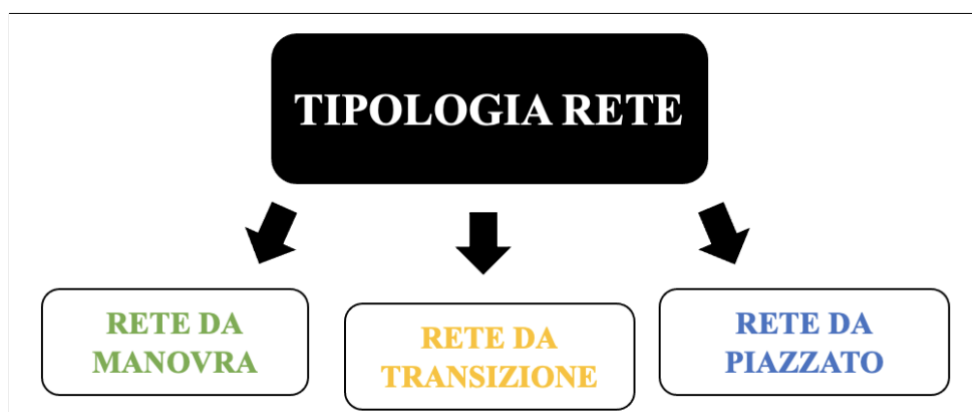 TIPOLOGIA RETE
RETE DA
MANOVRA
RETE DA
TRANSIZIONE
RETE DA
PIAZZATO